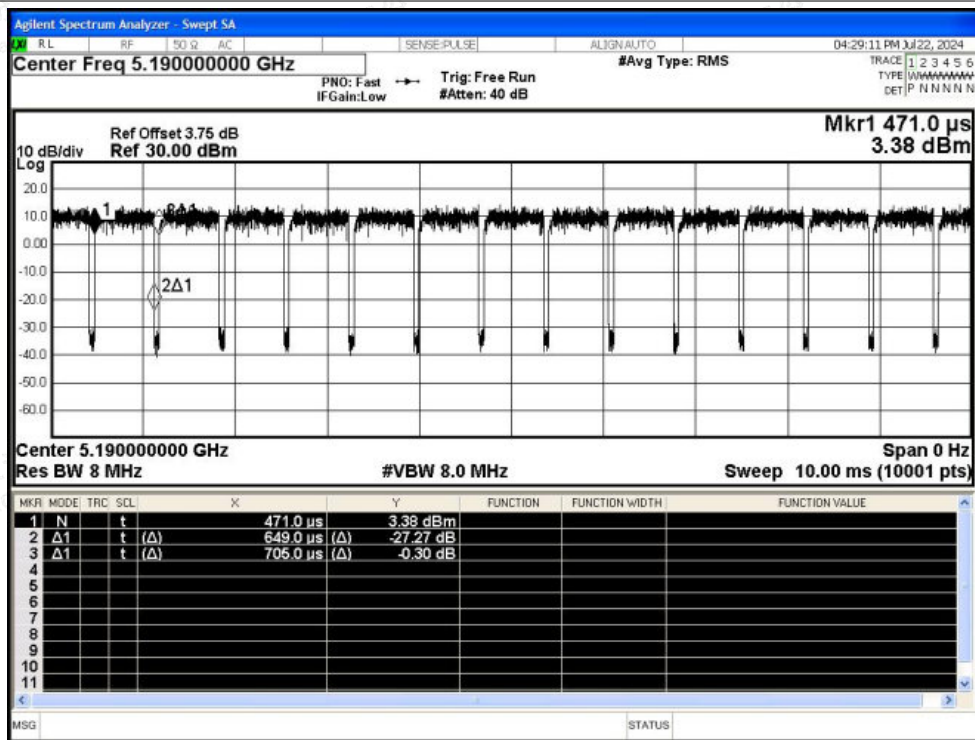 Agilent Spectrum Analyzer - Swept SA
RL RF 50 Ω AC SENSE:PULSE ALIGNAUTO 04:29:11 PM Jul 22, 2024
Center Freq 5.190000000 GHz #Avg Type: RMS TRACE 1 2 3 4 5 6
PNO: Fast Trig: Free Run TYPE
IFGain:Low #Atten: 40 dB DET P N N N N N
Mkr1 471.0 µs
Ref Offset 3.75 dB
10 dB/div Ref 30.00 dBm 3.38 dBm
Log
20.0
10.0
1
0.00
-10.0
2Δ1
-20.0
-30.0
-40.0
-50.0
-60.0
Center 5.190000000 GHz Span 0 Hz
Res BW 8 MHz #VBW 8.0 MHz Sweep 10.00 ms (10001 pts)
MKR MODE TRC SCL X Y FUNCTION FUNCTION WIDTH FUNCTION VALUE
1 N t 471.0 µs 3.38 dBm
2 Δ1 t (Δ) 649.0 µs (Δ) -27.27 dB
3 Δ1 t (Δ) 705.0 µs (Δ) -0.30 dB
4
5
6
7
8
9
10
11
MSG STATUS